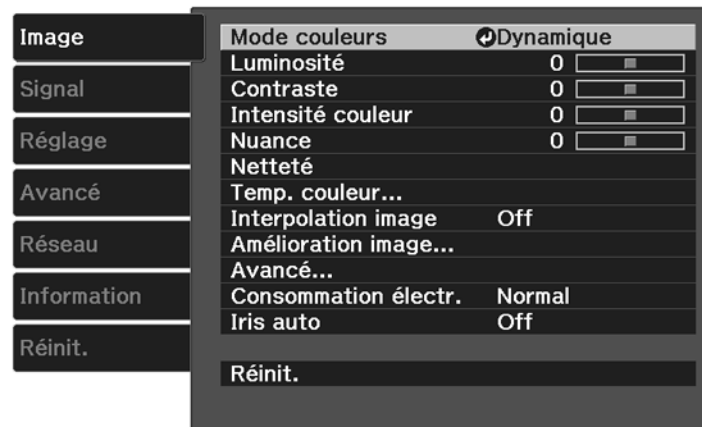 Image
Signal
Réglage
Avancé
Réseau
Information
Réinit.
Mode couleurs Dynamique
Luminosité 0
Contraste 0
Intensité couleur 0
Nuance 0
Netteté
Temp. couleur...
Interpolation image Off
Amélioration image...
Avancé...
Consommation électr. Normal
Iris auto Off
Réinit.